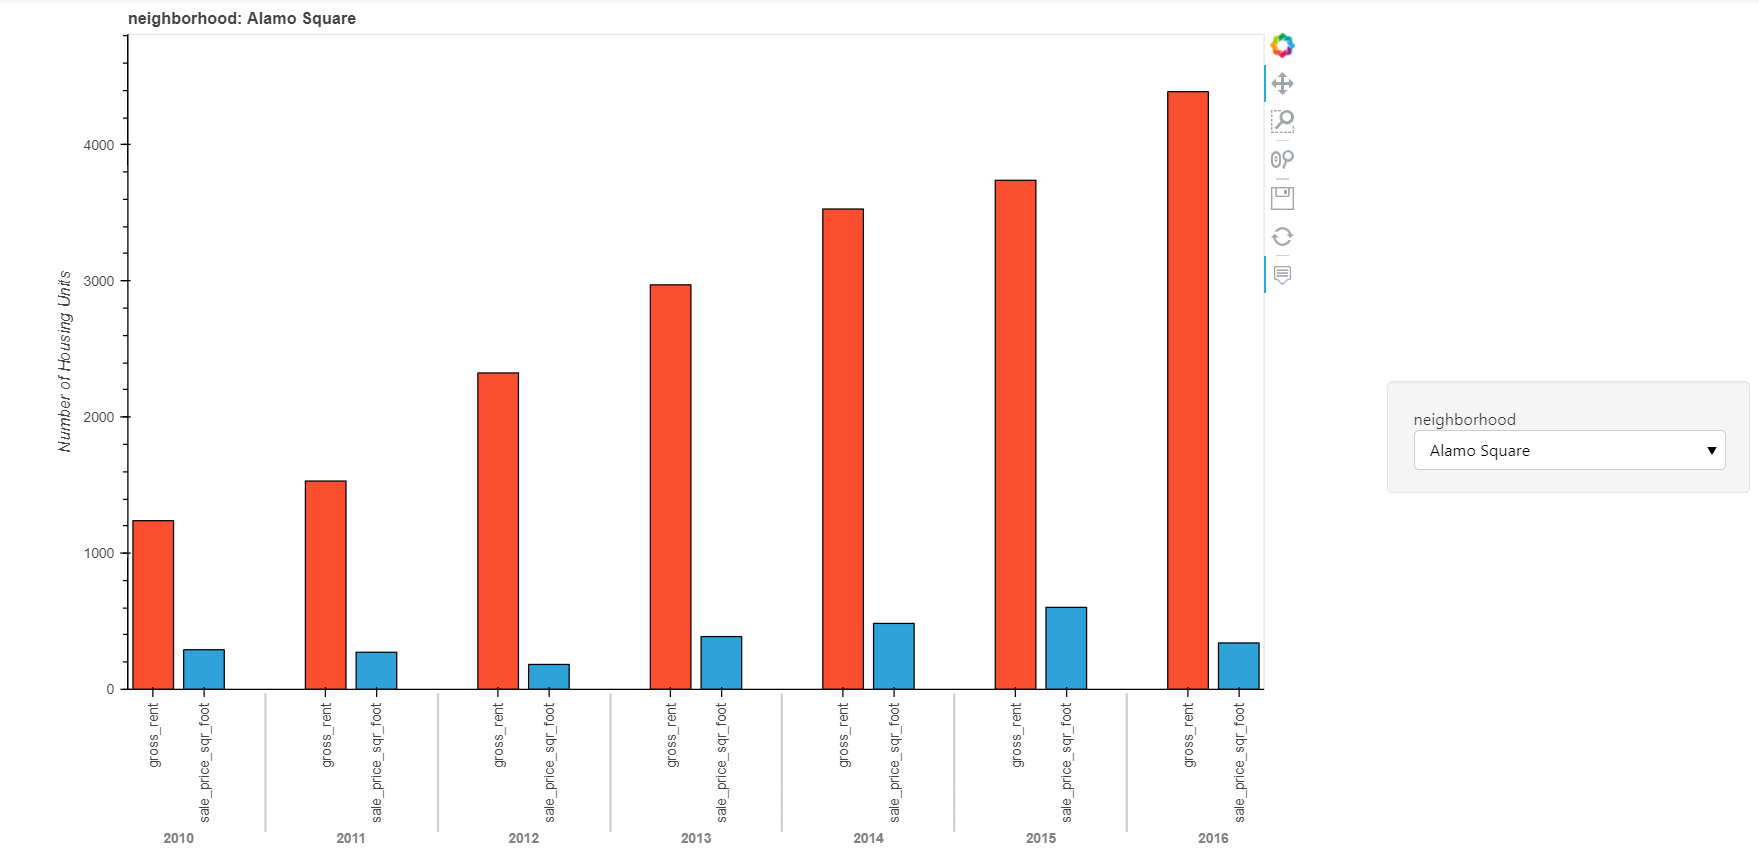 neighborhood: Alamo Square
Number of Housing Units
4000
3000
2000
1000
0
gross_rent
sale_price_sqr_foot
gross_rent
sale_price_sqr_foot
gross_rent
sale_price_sqr_foot
gross_rent
sale_price_sqr_foot
gross_rent
sale_price_sqr_foot
gross_rent
sale_price_sqr_foot
gross_rent
sale_price_sqr_foot
2010 2011 2012 2013 2014 2015 2016
neighborhood
Alamo Square